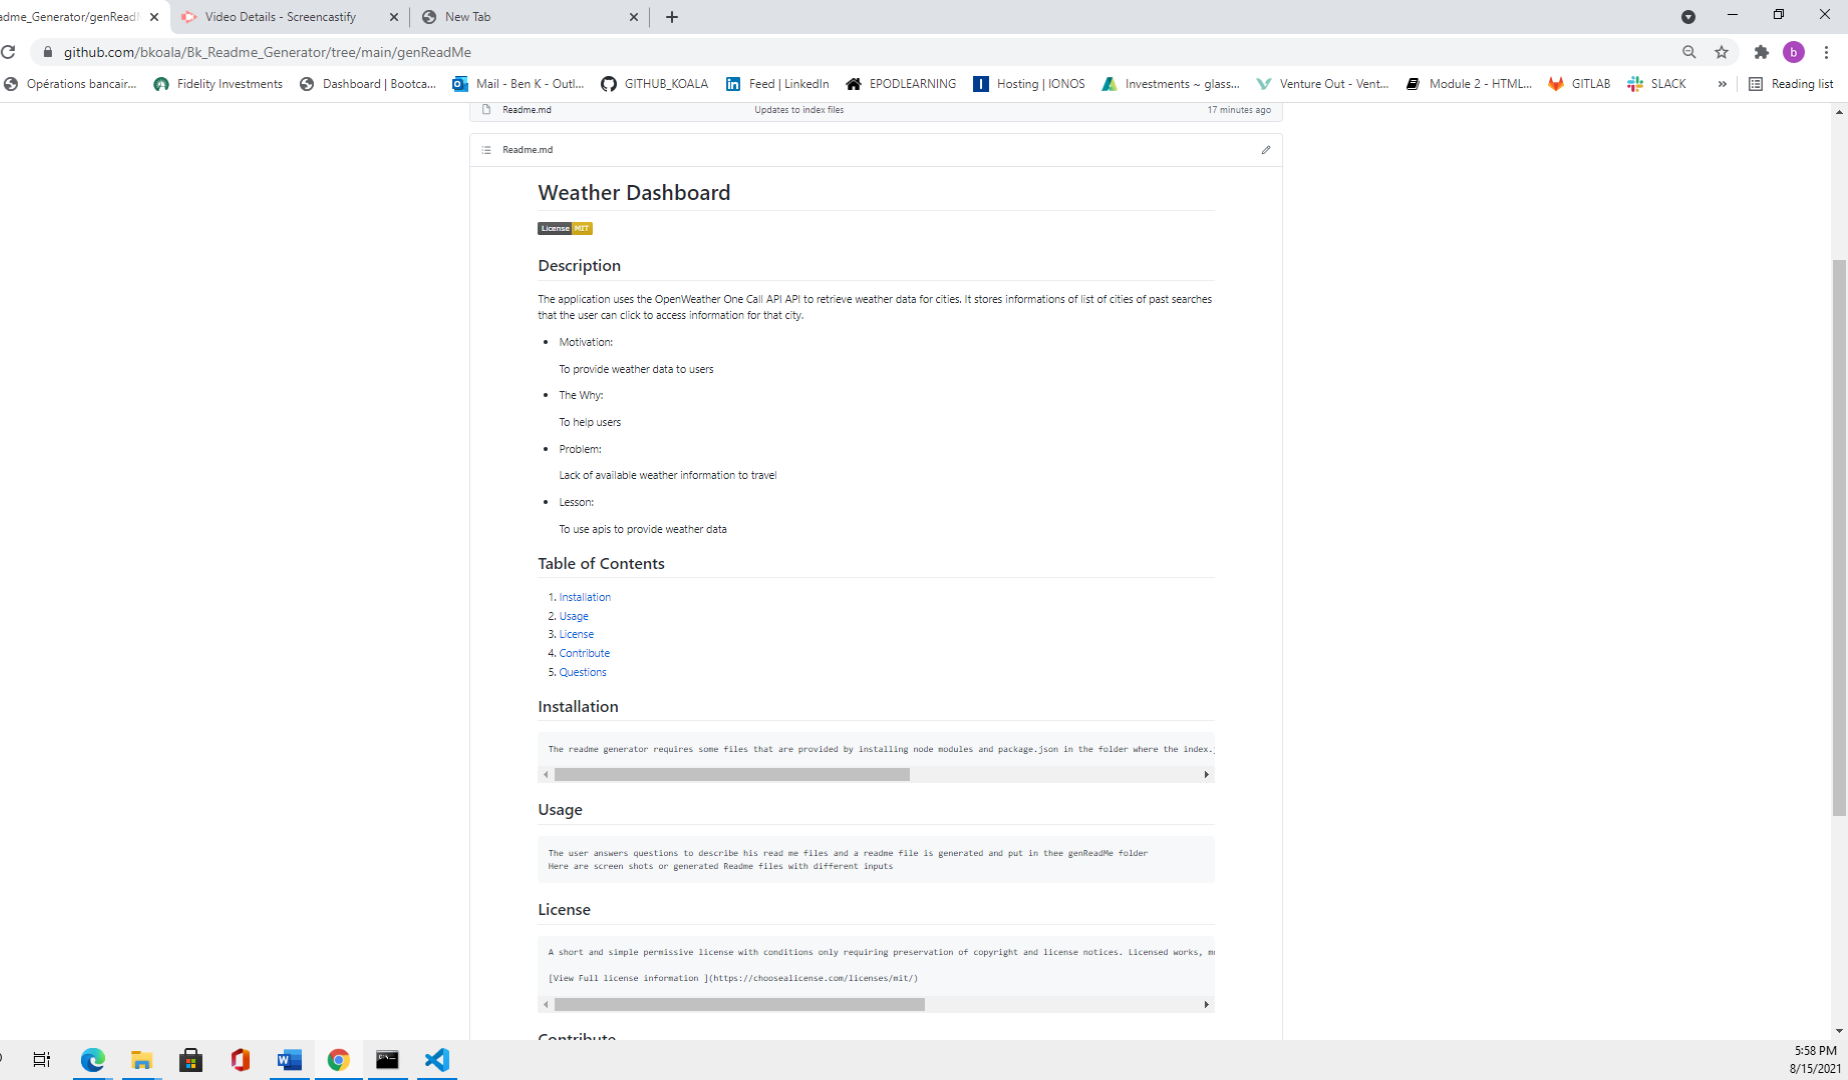 adme_Generator/genRead
Video Details - Screencastify
New Tab
github.com/bkoala/Bk_Readme_Generator/tree/main/genReadMe
b
Opérations bancair...
Fidelity Investments
Dashboard | Bootca...
Mail - Ben K - Outl...
GITHUB_KOALA
Feed | LinkedIn
EPODLEARNING
Hosting | IONOS
Investments ~ glass...
Venture Out - Vent...
Module 2 - HTML...
GITLAB
SLACK
»
Reading list
Readme.md
Updates to index files
17 minutes ago
Readme.md
Weather Dashboard
License MIT
Description
The application uses the OpenWeather One Call API API to retrieve weather data for cities. It stores informations of list of cities of past searches
that the user can click to access information for that city.
• Motivation:
To provide weather data to users
• The Why:
To help users
• Problem:
Lack of available weather information to travel
• Lesson:
To use apis to provide weather data
Table of Contents
1. Installation
2. Usage
3. License
4. Contribute
5. Questions
Installation
The readme generator requires some files that are provided by installing node modules and package.json in the folder where the index.j
Usage
The user answers questions to describe his read me files and a readme file is generated and put in thee genReadMe folder
Here are screen shots or generated Readme files with different inputs
License
A short and simple permissive license with conditions only requiring preservation of copyright and license notices. Licensed works, m
[View Full license information ](https://choosealicense.com/licenses/mit/)
Contribute
5:58 PM
8/15/2021